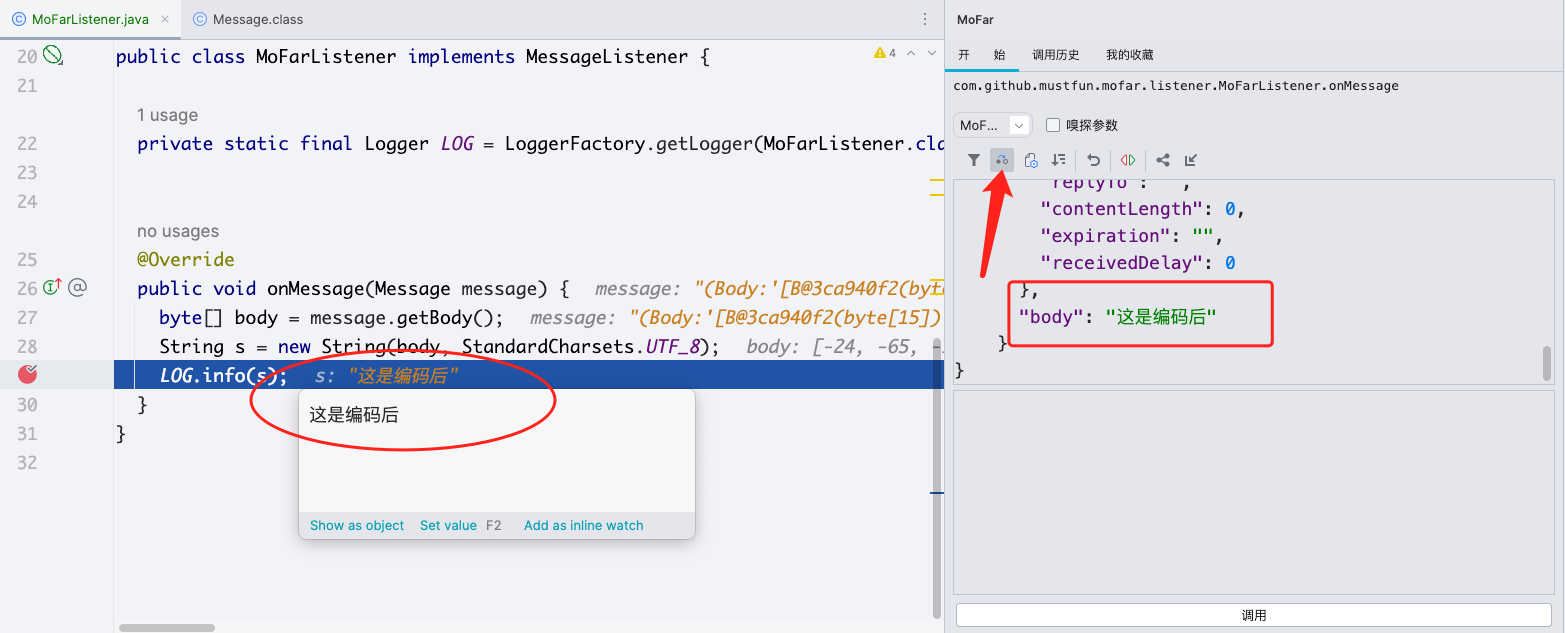 MoFarListener.java
Message.class
MoFar
20 public class MoFarListener implements MessageListener {
4
21
1 usage
22 private static final Logger LOG = LoggerFactory.getLogger(MoFarListener.cla
23
24
no usages
25 @Override
26 public void onMessage(Message message) { message: "(Body:'[B@3ca940f2(byte
27 byte[] body = message.getBody(); message: "(Body:'[B@3ca940f2(byte[15])
28 String s = new String(body, StandardCharsets.UTF_8); body: [-24, -65, -
LOG.info(s); s: "这是编码后"
30 }
31 }
32
这是编码后
Show as object Set value F2 Add as inline watch
开 始 调用历史 我的收藏
com.github.mustfun.mofar.listener.MoFarListener.onMessage
MoF... 嗅探参数
"replyTo": "",
"contentLength": 0,
"expiration": "",
"receivedDelay": 0
},
"body": "这是编码后"
}
}
调用